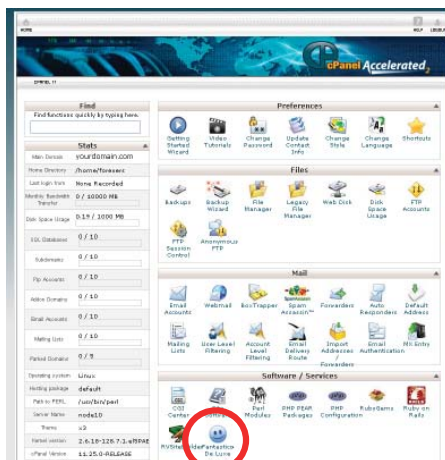 HOME
HELP
LOGOUT
cPanel Accelerated2
CPANEL 11
Find
Find functions quickly by typing here.
Stats
Main Domain yourdomain.com
Home Directory
Last login from None Recorded
Monthly Bandwidth Transfer 0 / 10000 MB
Disk Space Usage 0.19 / 1000 MB
SQL Databases 0 / 10
Subdomains 0 / 10
Ftp Accounts 0 / 10
Addon Domains 0 / 10
Email Accounts 0 / 10
Mailing Lists 0 / 10
Parked Domains 0 / 5
Operating system Linux
Hosting package default
Path to PERL /usr/bin/perl
Server Name node10
Theme x3
Kernel version
cPanel Version 11.25.0-RELEASE
Preferences
Getting Started Wizard
Video Tutorials
Change Password
Update Contact Info
Change Style
Change Language
Shortcuts
Files
Backups
Backup Wizard
File Manager
Legacy File Manager
Web Disk
Disk Space Usage
FTP Accounts
FTP Session Control
Anonymous FTP
Mail
Email Accounts
Webmail
BoxTrapper
Spam Assassin™
Forwarders
Auto Responders
Default Address
Mailing Lists
User Level Filtering
Account Level Filtering
Email Delivery Route
Import Addresses / Forwarders
Email Authentication
MX Entry
Software / Services
CGI Center
Perl Modules
PHP PEAR Packages
PHP Configuration
RubyGems
Ruby on Rails
Fantastico De Luxe